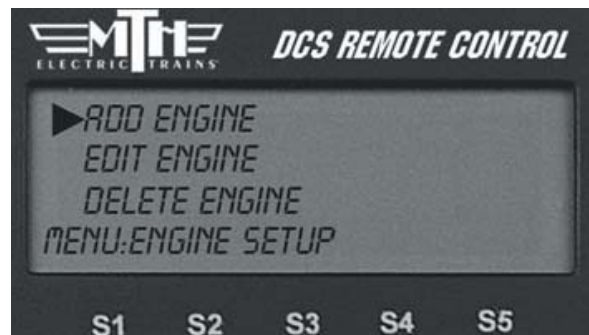 MTH
ELECTRIC TRAINS
DCS REMOTE CONTROL
ADD ENGINE
EDIT ENGINE
DELETE ENGINE
MENU:ENGINE SETUP
S1 S2 S3 S4 S5